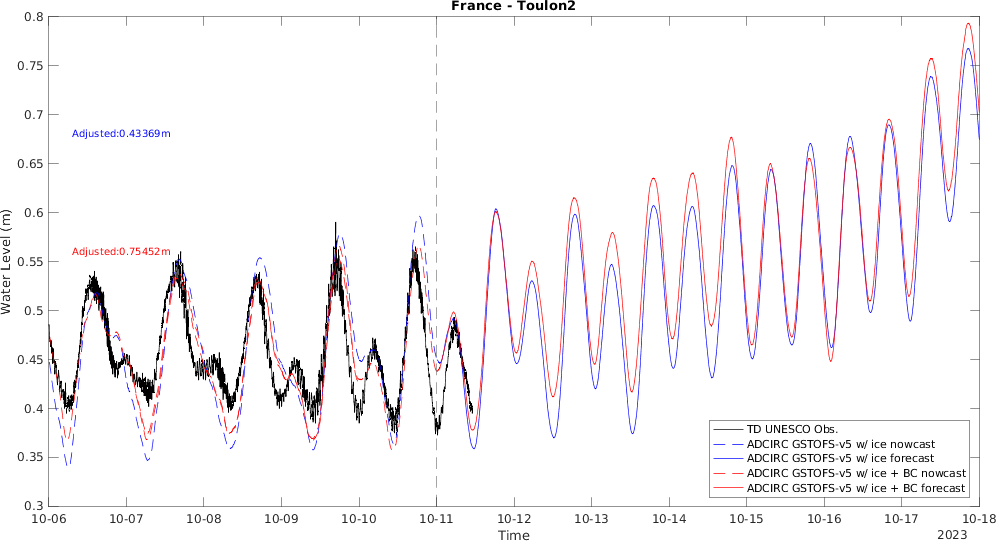 France - Toulon2
0.8
0.75
0.7
0.65
0.6
0.55
0.5
0.45
0.4
0.35
0.3
Water Level (m)
Adjusted:0.43369m
Adjusted:0.75452m
TD UNESCO Obs.
ADCIRC GSTOFS-v5 w/ ice nowcast
ADCIRC GSTOFS-v5 w/ ice forecast
ADCIRC GSTOFS-v5 w/ ice + BC nowcast
ADCIRC GSTOFS-v5 w/ ice + BC forecast
10-06 10-07 10-08 10-09 10-10 10-11 10-12 10-13 10-14 10-15 10-16 10-17 10-18
Time
2023